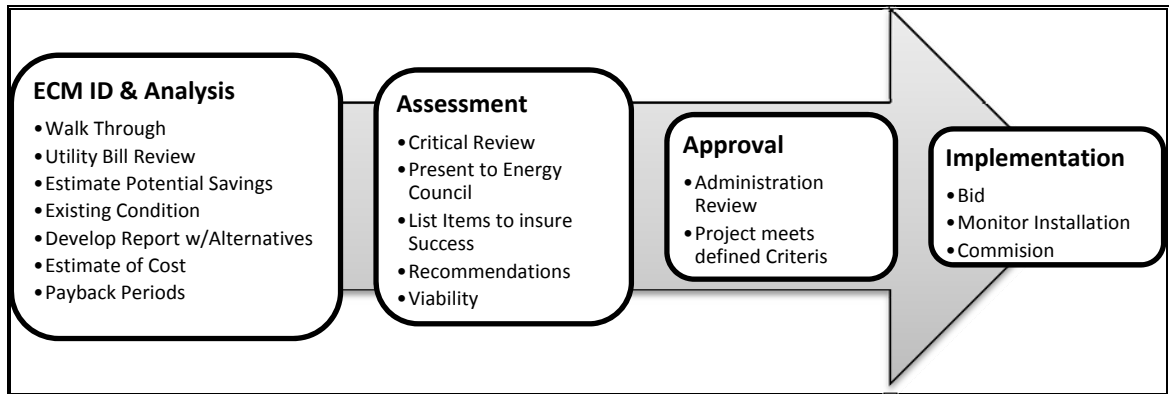 ECM ID & Analysis
•Walk Through
•Utility Bill Review
•Estimate Potential Savings
•Existing Condition
•Develop Report w/Alternatives
•Estimate of Cost
•Payback Periods
Assessment
•Critical Review
•Present to Energy
Council
•List Items to insure
Success
•Recommendations
•Viability
Approval
•Administration
Review
•Project meets
defined Criteria
Implementation
•Bid
•Monitor Installation
•Commision